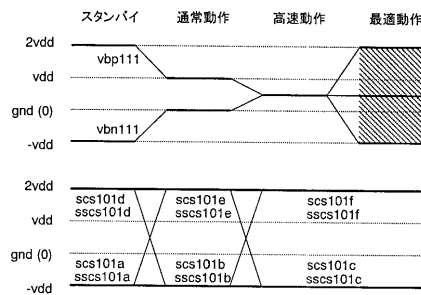 スタンバイ 通常動作 高速動作 最適動作
2vdd
vbp111
vdd
gnd (0)
vbn111
-vdd
2vdd
scs101d scs101e scs101f
sscs101d sscs101e sscs101f
vdd
gnd (0)
scs101a scs101b scs101c
sscs101a sscs101b sscs101c
-vdd